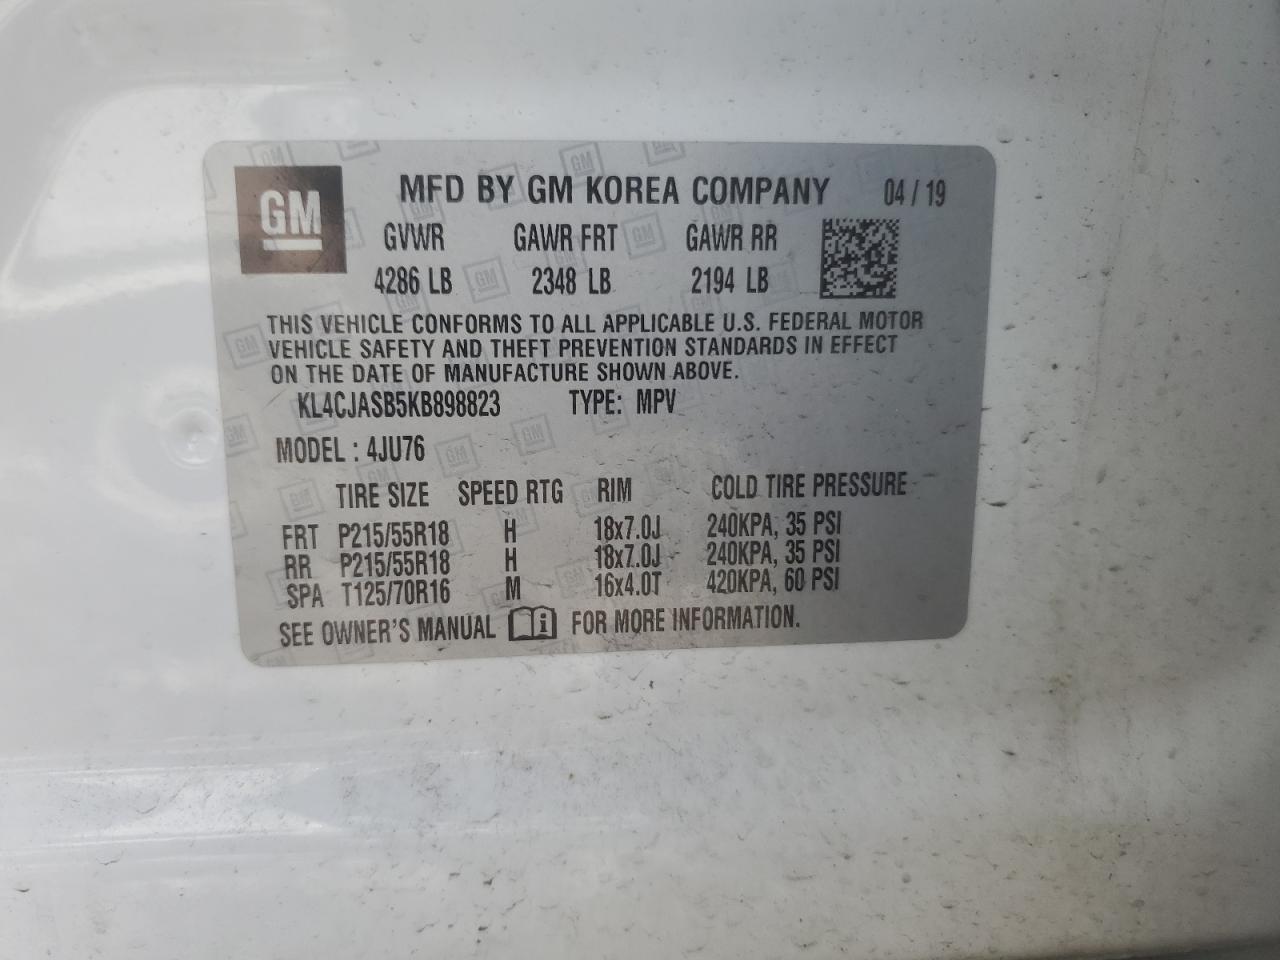 GM
MFD BY GM KOREA COMPANY 04 / 19
GVWR GAWR FRT GAWR RR
4286 LB 2348 LB 2194 LB
THIS VEHICLE CONFORMS TO ALL APPLICABLE U.S. FEDERAL MOTOR
VEHICLE SAFETY AND THEFT PREVENTION STANDARDS IN EFFECT
ON THE DATE OF MANUFACTURE SHOWN ABOVE.
KL4CJASB5KB898823 TYPE: MPV
MODEL : 4JU76
TIRE SIZE SPEED RTG RIM COLD TIRE PRESSURE
FRT P215/55R18 H 18x7.0J 240KPA, 35 PSI
RR P215/55R18 H 18x7.0J 240KPA, 35 PSI
SPA T125/70R16 M 16x4.0T 420KPA, 60 PSI
SEE OWNER'S MANUAL i FOR MORE INFORMATION.